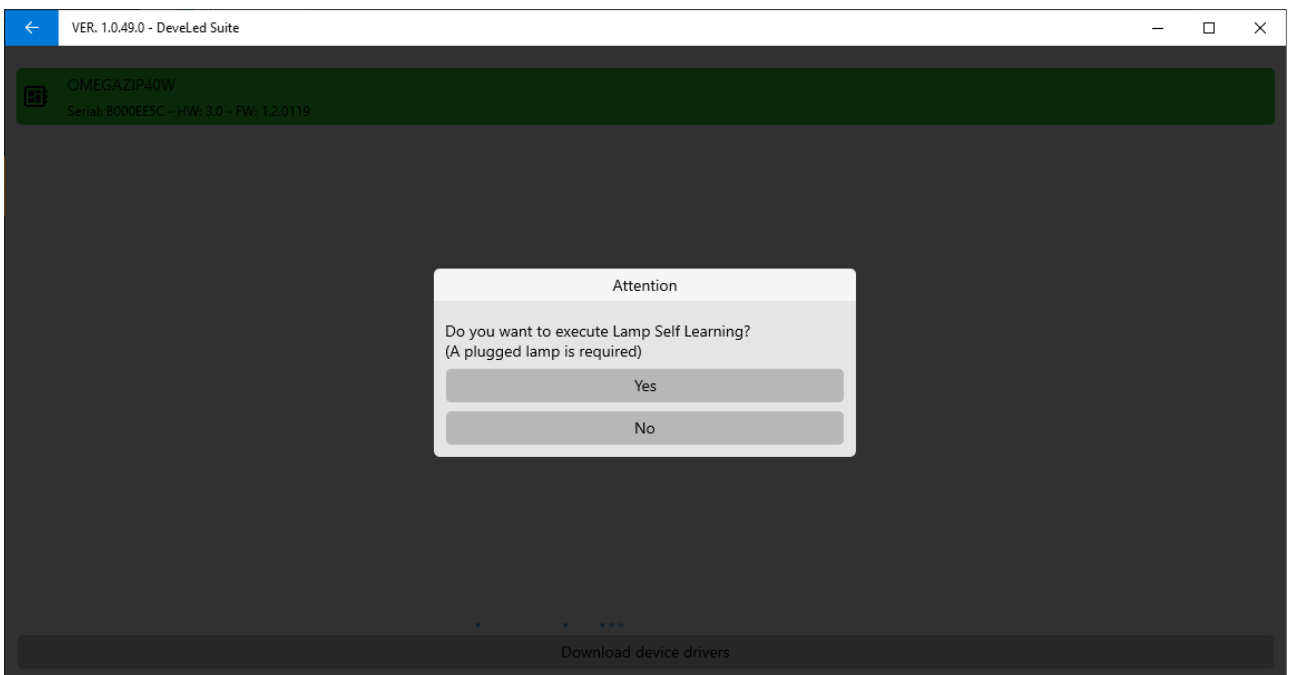 VER. 1.0.49.0 - DeveLed Suite
OMEGAZIP40W
Serial: 8000EE5C - HW: 3.0 - FW: 1.2.0119
Attention
Do you want to execute Lamp Self Learning?
(A plugged lamp is required)
Yes
No
Download device drivers